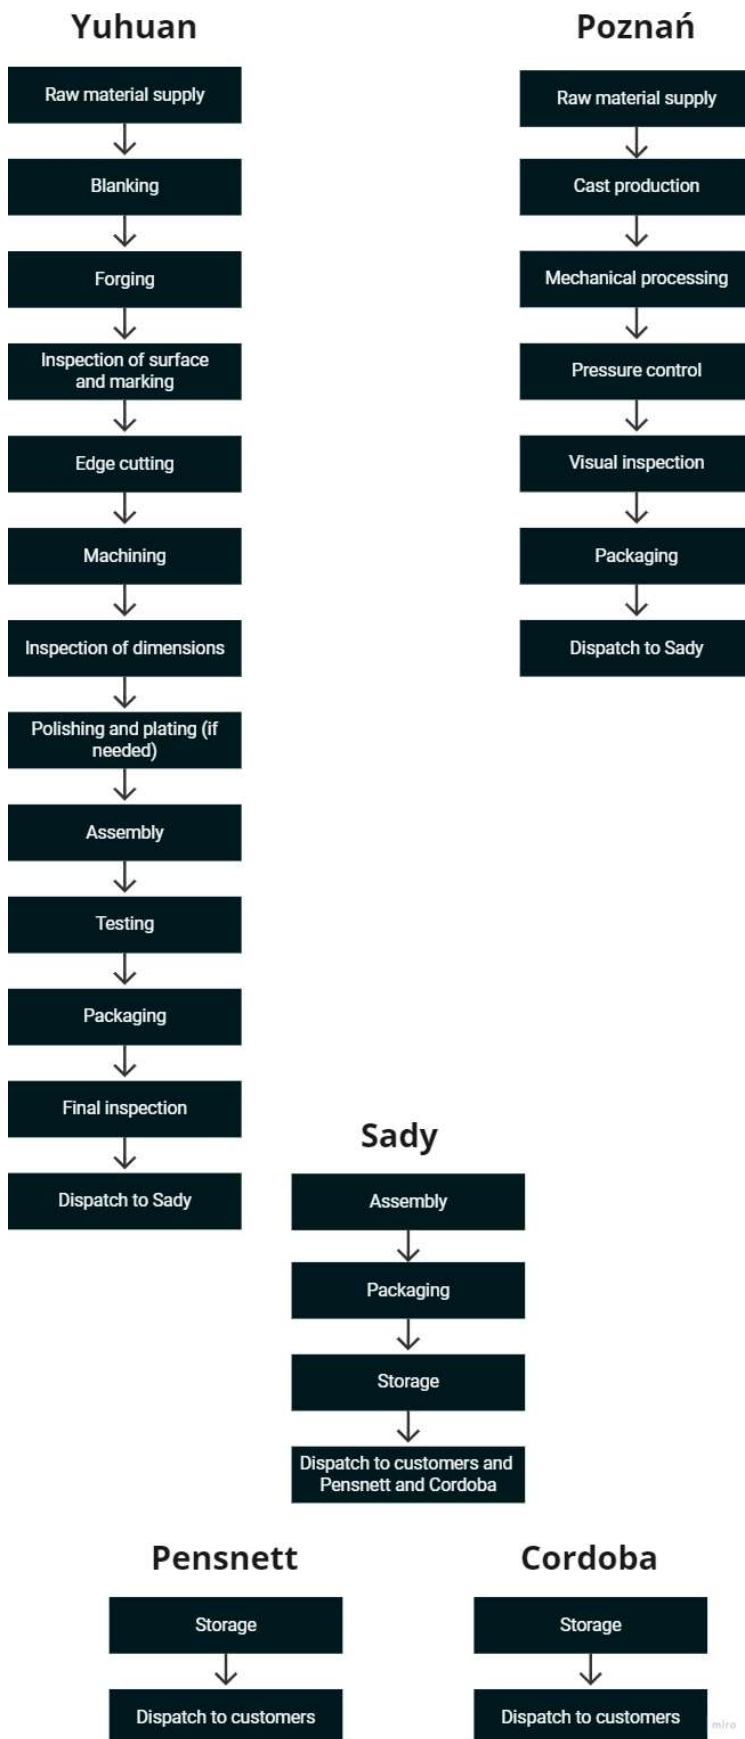 Yuhuan
Raw material supply
Blanking
Forging
Inspection of surface
and marking
Edge cutting
Machining
Inspection of dimensions
Polishing and plating (if
needed)
Assembly
Testing
Packaging
Final inspection
Dispatch to Sady
Poznań
Raw material supply
Cast production
Mechanical processing
Pressure control
Visual inspection
Packaging
Dispatch to Sady
Sady
Assembly
Packaging
Storage
Dispatch to customers and
Pensnett and Cordoba
Pensnett
Storage
Dispatch to customers
Cordoba
Storage
Dispatch to customers
miro